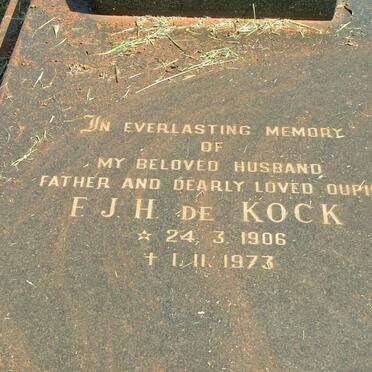 In EVERLASTING MEMORY
OF
MY BELOVED HUSBAND
FATHER AND DEARLY LOVED
F.J.H. DE KOCK
☆ 24. 3. 1906
✝ 1. 11. 1973